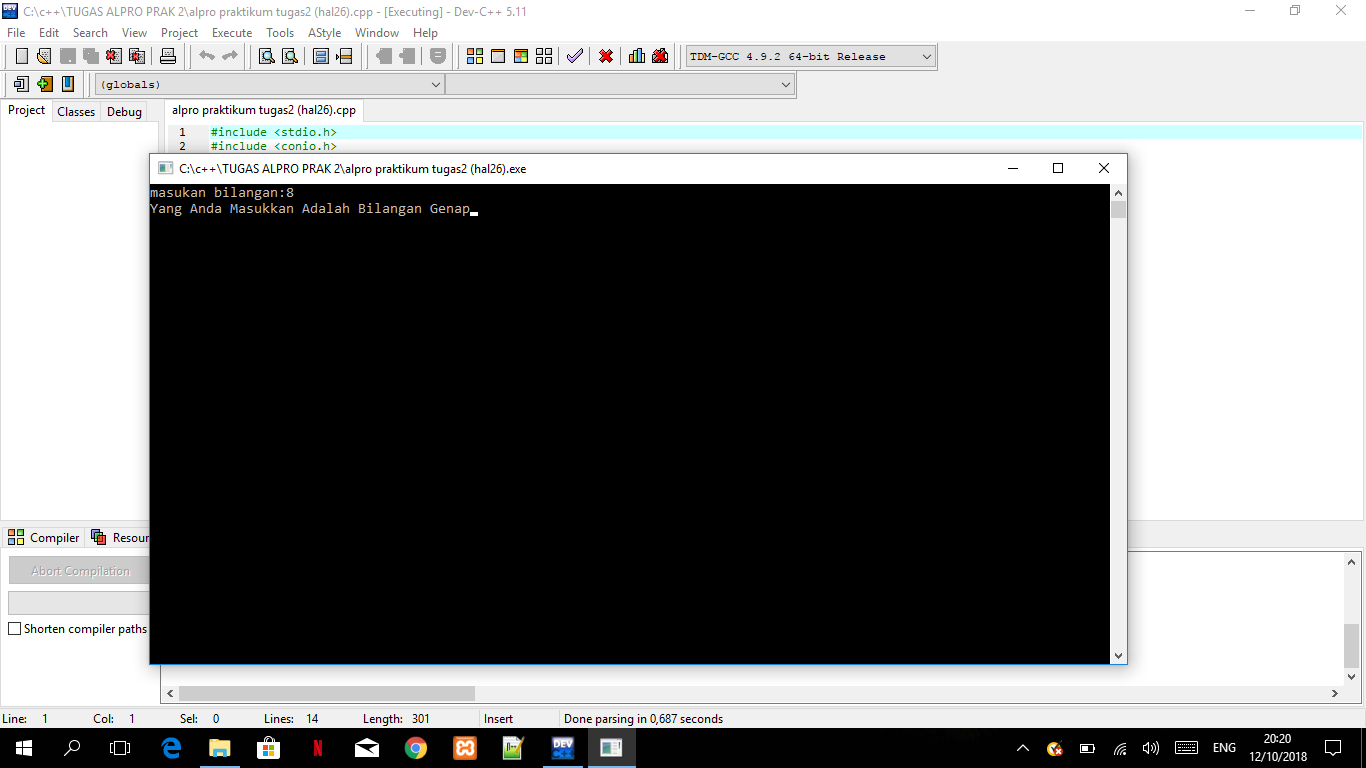 C:\c++\TUGAS ALPRO PRAK 2\alpro praktikum tugas2 (hal26).cpp - [Executing] - Dev-C++ 5.11
File Edit Search View Project Execute Tools AStyle Window Help
TDM-GCC 4.9.2 64-bit Release
(globals)
Project Classes Debug
alpro praktikum tugas2 (hal26).cpp
1 #include <stdio.h>
2 #include <conio.h>
C:\c++\TUGAS ALPRO PRAK 2\alpro praktikum tugas2 (hal26).exe
masukan bilangan:8
Yang Anda Masukkan Adalah Bilangan Genap
Compiler Resour
Abort Compilation
Shorten compiler paths
Line: 1 Col: 1 Sel: 0 Lines: 14 Length: 301 Insert Done parsing in 0,687 seconds
DEV
ENG
20:20
12/10/2018